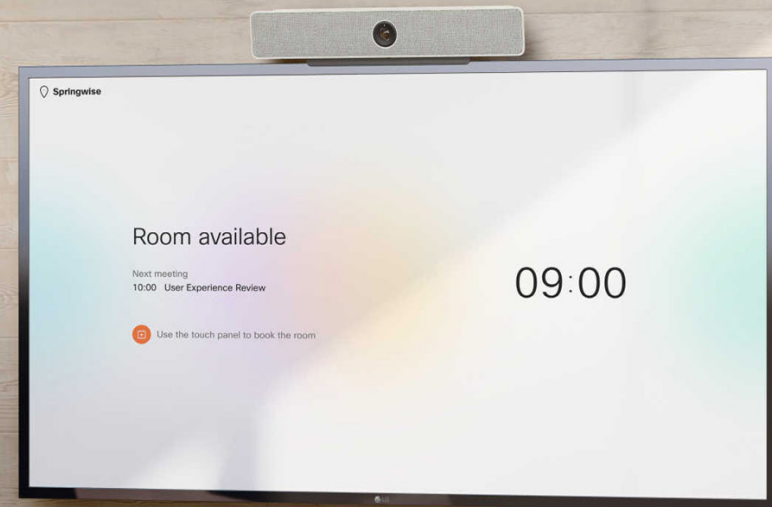 Springwise
Room available
Next meeting
10:00 User Experience Review
Use the touch panel to book the room
09:00
LG